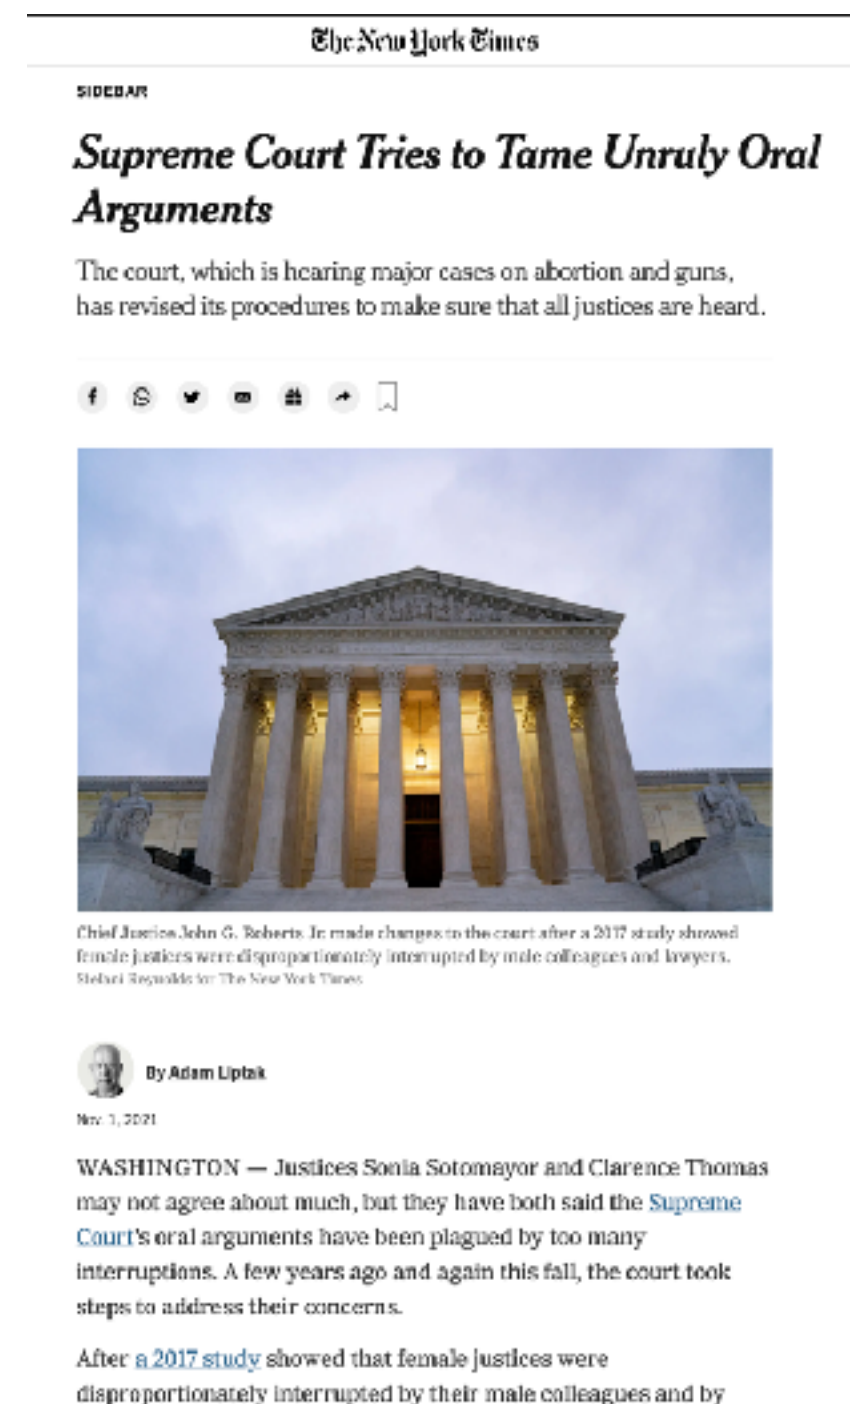 The New York Times
SIDEBAR
Supreme Court Tries to Tame Unruly Oral
Arguments
The court, which is hearing major cases on abortion and guns,
has revised its procedures to make sure that all justices are heard.
Chief Justice John G. Roberts Jr. made changes to the court after a 2017 study showed
female justices were disproportionately interrupted by male colleagues and lawyers.
Stefani Reynolds for The New York Times
By Adam Liptak
Nov. 1, 2021
WASHINGTON — Justices Sonia Sotomayor and Clarence Thomas
may not agree about much, but they have both said the Supreme
Court's oral arguments have been plagued by too many
interruptions. A few years ago and again this fall, the court took
steps to address their concerns.
After a 2017 study showed that female justices were
disproportionately interrupted by their male colleagues and by